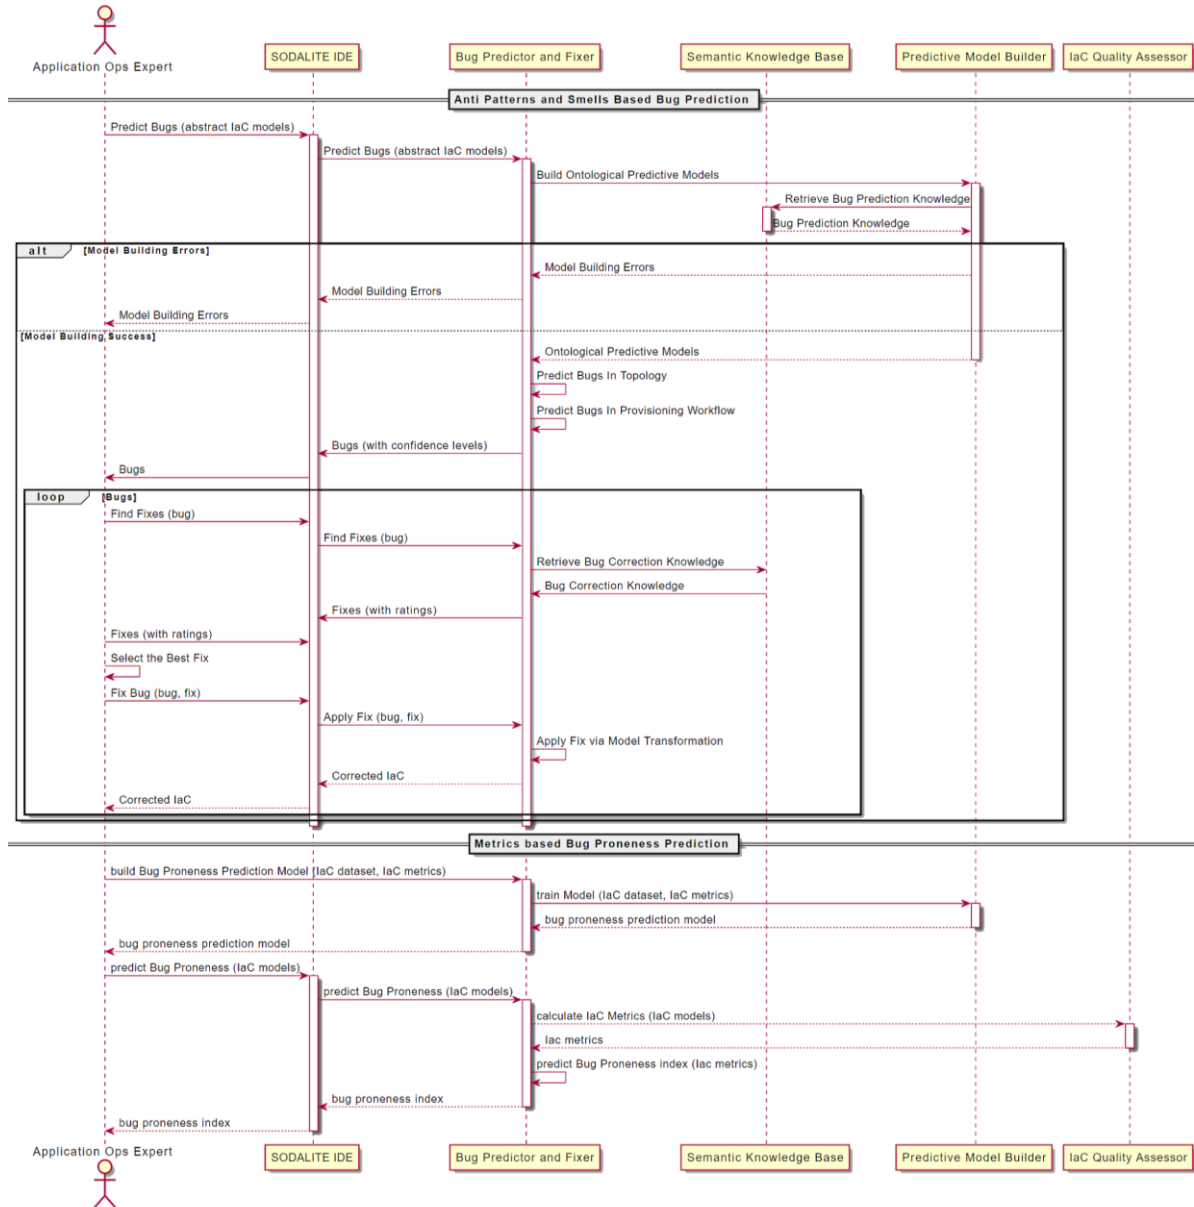 Application Ops Expert
SODALITE IDE
Bug Predictor and Fixer
Semantic Knowledge Base
Predictive Model Builder
IaC Quality Assessor
Anti Patterns and Smells Based Bug Prediction
Predict Bugs (abstract IaC models)
Predict Bugs (abstract IaC models)
Build Ontological Predictive Models
Retrieve Bug Prediction Knowledge
Bug Prediction Knowledge
alt
[Model Building Errors]
Model Building Errors
Model Building Errors
Model Building Errors
[Model Building Success]
Ontological Predictive Models
Predict Bugs In Topology
Predict Bugs In Provisioning Workflow
Bugs (with confidence levels)
Bugs
loop
[Bugs]
Find Fixes (bug)
Find Fixes (bug)
Retrieve Bug Correction Knowledge
Bug Correction Knowledge
Fixes (with ratings)
Fixes (with ratings)
Select the Best Fix
Fix Bug (bug, fix)
Apply Fix (bug, fix)
Apply Fix via Model Transformation
Corrected IaC
Corrected IaC
Metrics based Bug Proneness Prediction
build Bug Proneness Prediction Model (IaC dataset, IaC metrics)
train Model (IaC dataset, IaC metrics)
bug proneness prediction model
bug proneness prediction model
predict Bug Proneness (IaC models)
predict Bug Proneness (IaC models)
calculate IaC Metrics (IaC models)
Iac metrics
predict Bug Proneness index (Iac metrics)
bug proneness index
bug proneness index
Application Ops Expert
SODALITE IDE
Bug Predictor and Fixer
Semantic Knowledge Base
Predictive Model Builder
IaC Quality Assessor